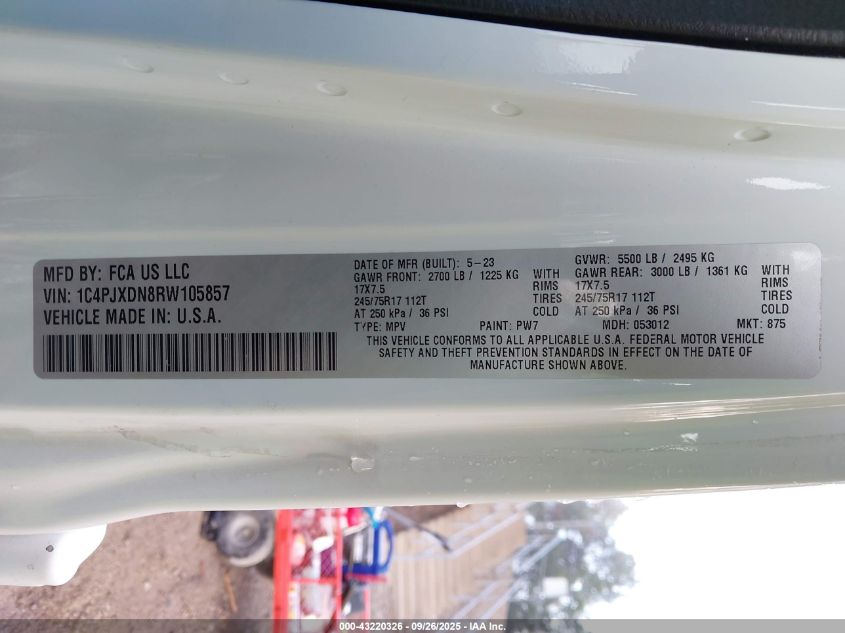 MFD BY: FCA US LLC
VIN: 1C4PJXDN8RW105857
VEHICLE MADE IN: U.S.A.
DATE OF MFR (BUILT): 5-23
GVWR: 5500 LB / 2495 KG
GAWR FRONT: 2700 LB / 1225 KG WITH
GAWR REAR: 3000 LB / 1361 KG WITH
17X7.5 RIMS
17X7.5 RIMS
245/75R17 112T TIRES
245/75R17 112T TIRES
AT 250 kPa / 36 PSI COLD
AT 250 kPa / 36 PSI COLD
TYPE: MPV PAINT: PW7 MDH: 053012 MKT: 875
THIS VEHICLE CONFORMS TO ALL APPLICABLE U.S.A. FEDERAL MOTOR VEHICLE
SAFETY AND THEFT PREVENTION STANDARDS IN EFFECT ON THE DATE OF
MANUFACTURE SHOWN ABOVE.
000-43220326 - 09/26/2025 - IAA Inc.